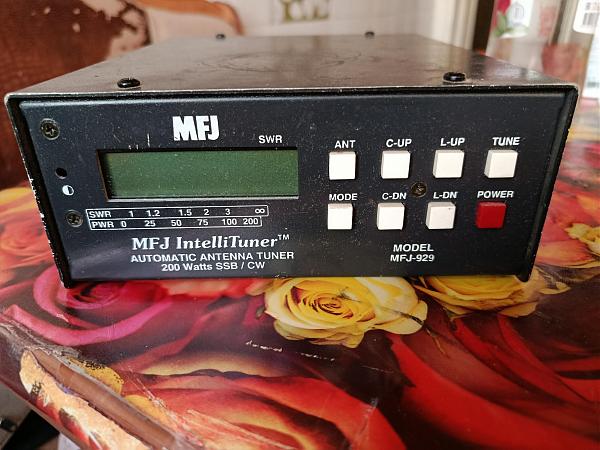 MFJ
SWR
ANT C-UP L-UP TUNE
MODE C-DN L-DN POWER
SWR 1 1.2 1.5 2 3 ∞
PWR 0 25 50 75 100 200
MFJ IntelliTuner™
AUTOMATIC ANTENNA TUNER
200 Watts SSB / CW
MODEL
MFJ-929